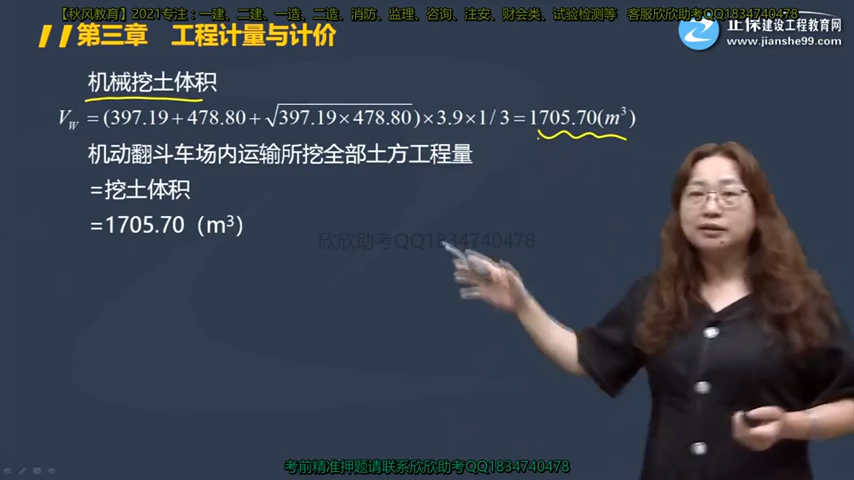 【秋风教育】2021专注：一建、二建、一造、二造、消防、监理、咨询、注安、财会类、试验检测等 客服欣欣助考QQ1834740478
第三章 工程计量与计价
正保建设工程教育网
www.jianshe99.com
机械挖土体积
V_W = (397.19 + 478.80 + √397.19×478.80) × 3.9 × 1/3 = 1705.70(m³)
机动翻斗车场内运输所挖全部土方工程量
=挖土体积
=1705.70（m³）
欣欣助考QQ1834740478
考前精准押题请联系欣欣助考QQ1834740478